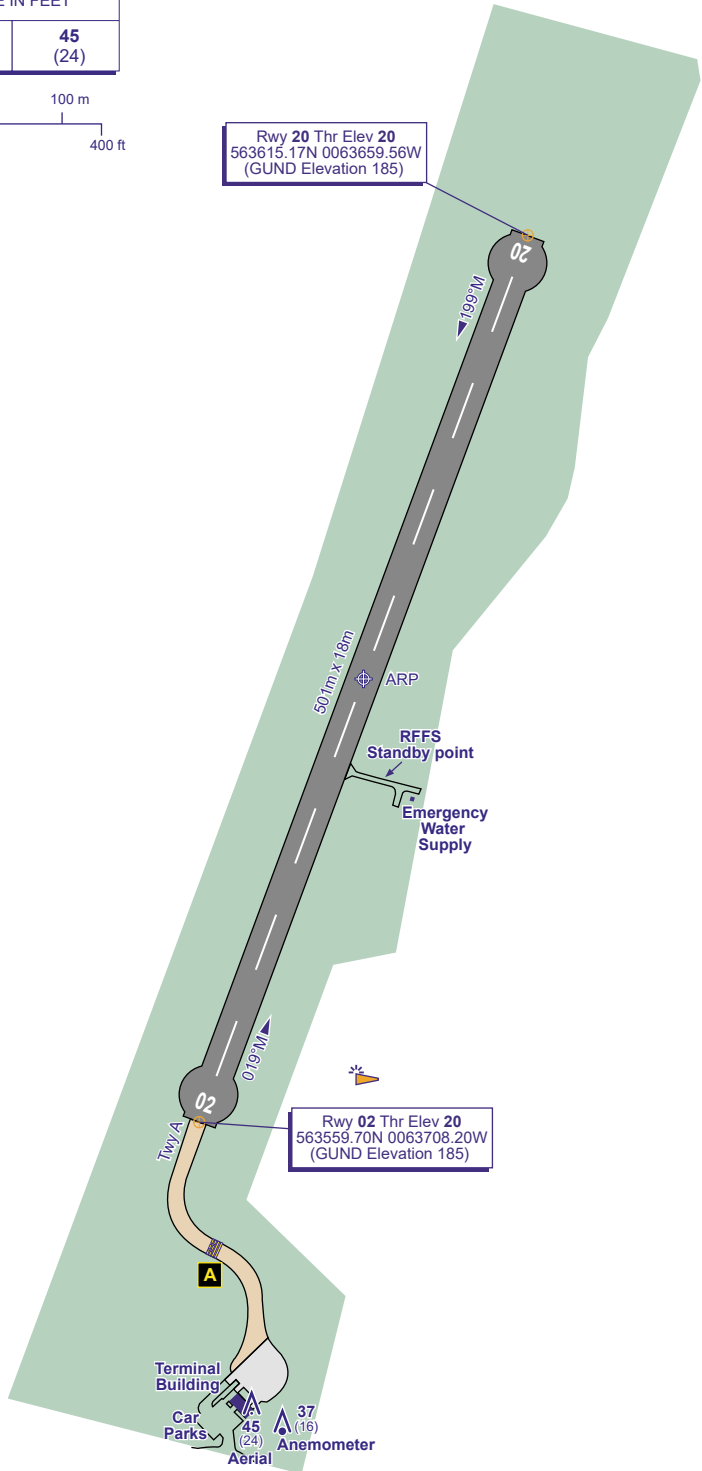 E IN FEET
45
(24)
100 m
400 ft
Rwy 20 Thr Elev 20
563615.17N 0063659.56W
(GUND Elevation 185)
20
199°M
501m x 18m
ARP
RFFS
Standby point
Emergency
Water
Supply
019°M
02
Rwy 02 Thr Elev 20
563559.70N 0063708.20W
(GUND Elevation 185)
Twy A
A
Terminal
Building
Car
Parks
45
(24)
Aerial
37
(16)
Anemometer